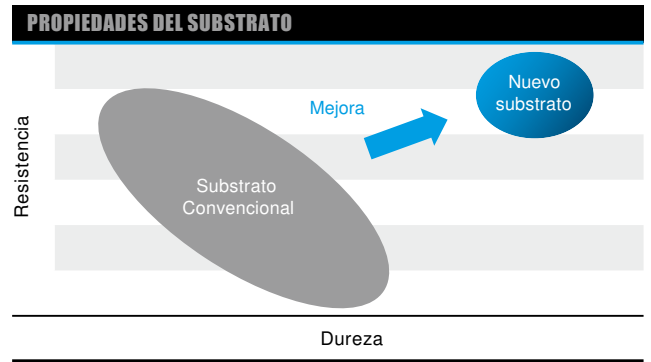 PROPIEDADES DEL SUBSTRATO
Nuevo
substrato
Mejora
Resistencia
Substrato
Convencional
Dureza